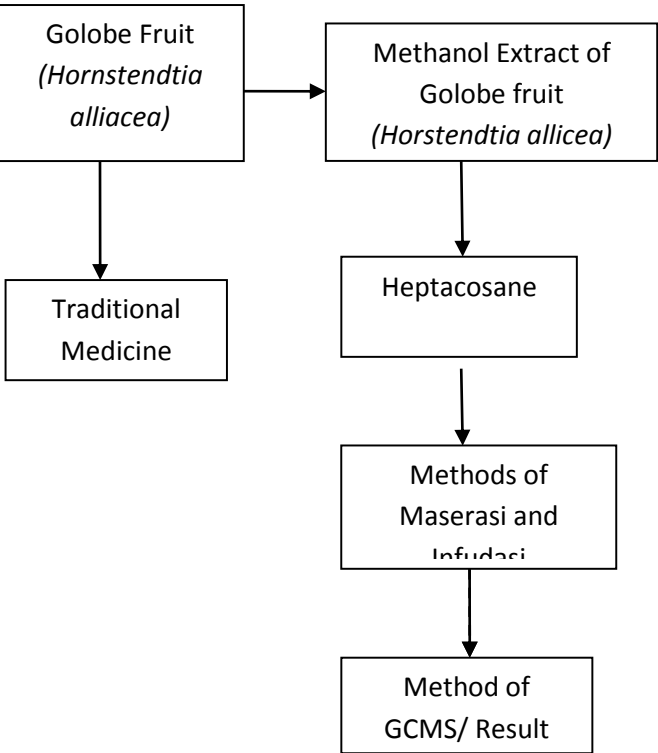 Golobe Fruit
(Hornstendtia
alliacea)
Methanol Extract of
Golobe fruit
(Horstendtia allicea)
Traditional
Medicine
Heptacosane
Methods of
Maserasi and
Infudasi
Method of
GCMS/ Result